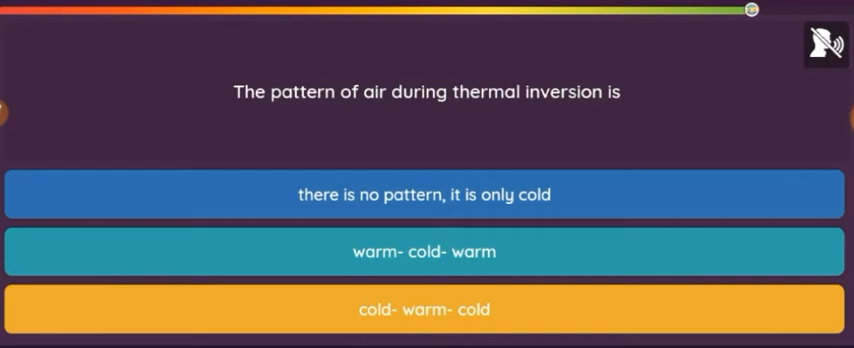 The pattern of air during thermal inversion is
there is no pattern, it is only cold
warm- cold- warm
cold- warm- cold